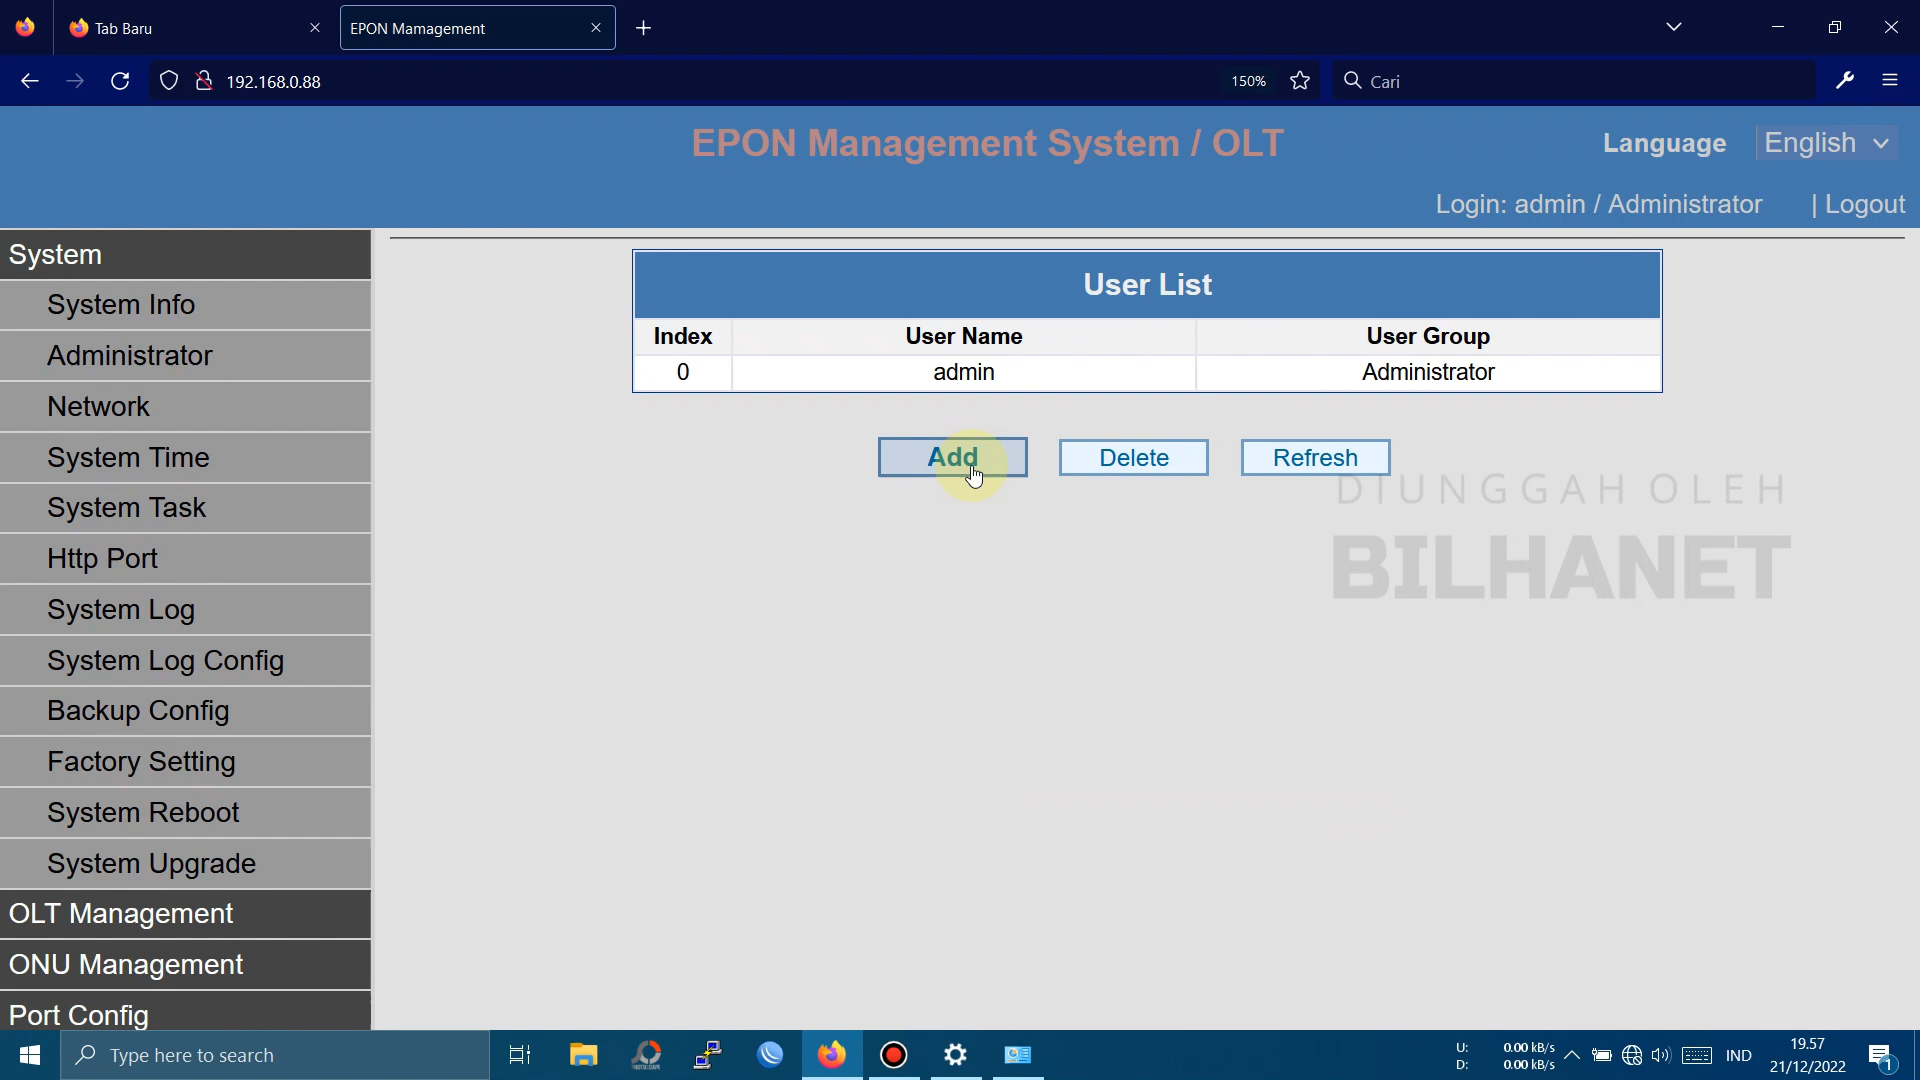 Tab Baru
EPON Mamagement
192.168.0.88
150%
Cari
EPON Management System / OLT
Language English
Login: admin / Administrator | Logout
System
System Info
Administrator
Network
System Time
System Task
Http Port
System Log
System Log Config
Backup Config
Factory Setting
System Reboot
System Upgrade
OLT Management
ONU Management
Port Config
User List
Index User Name User Group
0 admin Administrator
Add Delete Refresh
DIUNGGAH OLEH
BILHANET
Type here to search
U: 0.00 kB/s
D: 0.00 kB/s
IND
19.57
21/12/2022
1